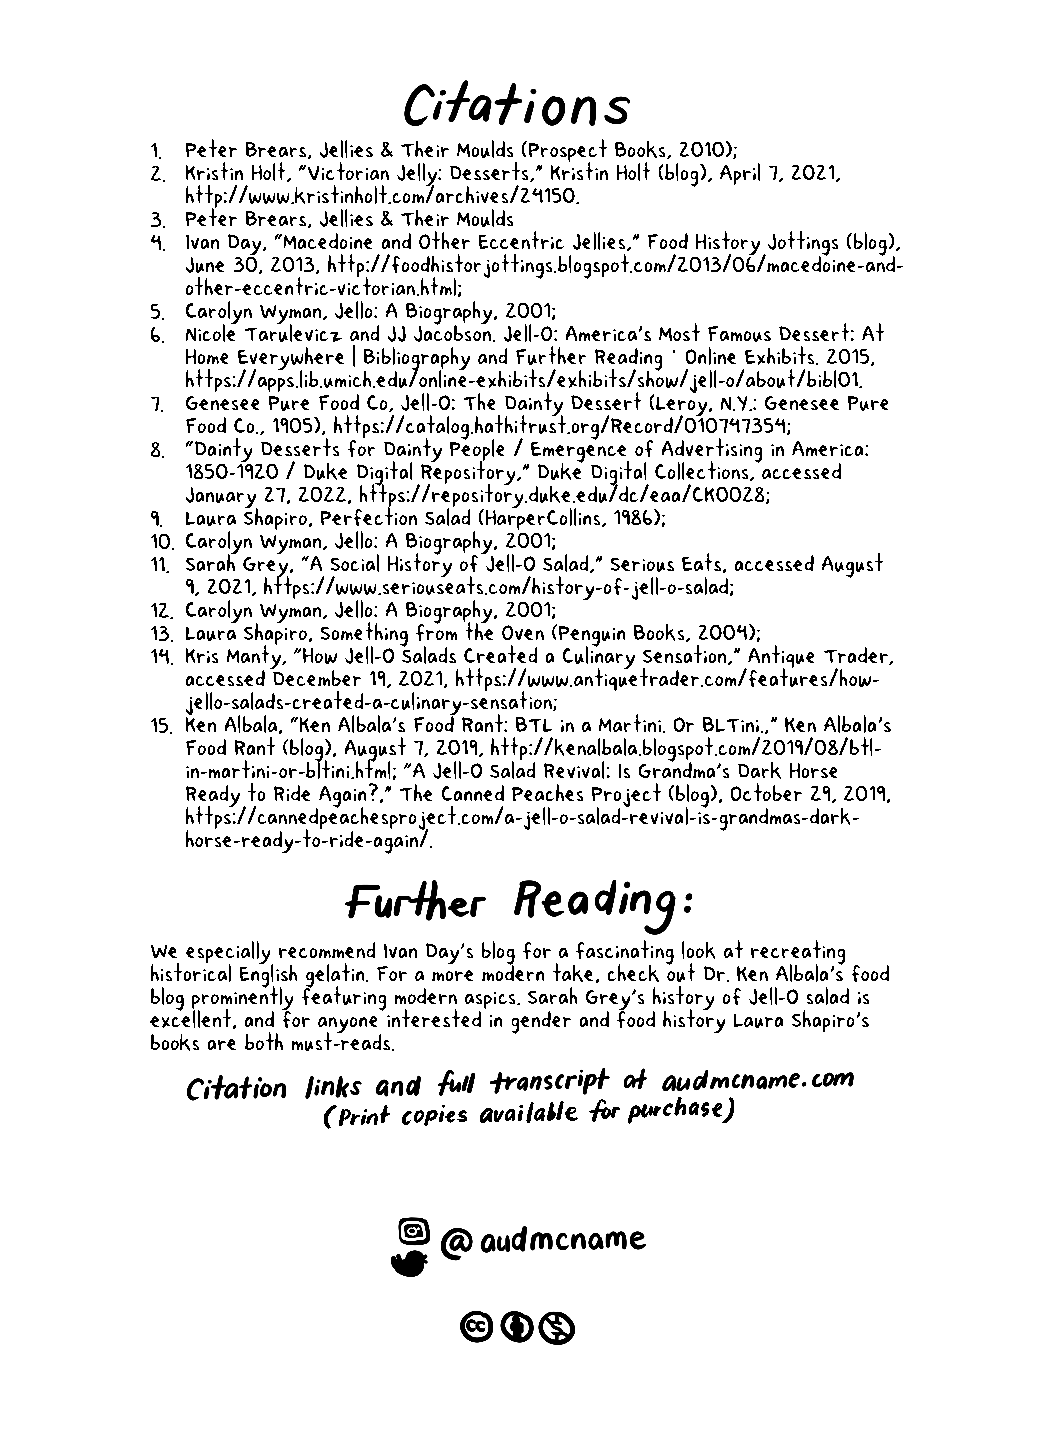 Citations
1. Peter Brears, Jellies & Their Moulds (Prospect Books, 2010);
2. Kristin Holt, "Victorian Jelly: Desserts," Kristin Holt (blog), April 7, 2021,
http://www.kristinholt.com/archives/24150.
3. Peter Brears, Jellies & Their Moulds
4. Ivan Day, "Macedoine and Other Eccentric Jellies," Food History Jottings (blog),
June 30, 2013, http://foodhistorjottings.blogspot.com/2013/06/macedoine-and-
other-eccentric-victorian.html;
5. Carolyn Wyman, Jello: A Biography, 2001;
6. Nicole Tarulevicz and JJ Jacobson. Jell-O: America's Most Famous Dessert: At
Home Everywhere | Bibliography and Further Reading · Online Exhibits. 2015,
https://apps.lib.umich.edu/online-exhibits/exhibits/show/jell-o/about/bibl01.
7. Genesee Pure Food Co, Jell-O: The Dainty Dessert (Leroy, N.Y.: Genesee Pure
Food Co., 1905), https://catalog.hathitrust.org/Record/010747354;
8. "Dainty Desserts for Dainty People / Emergence of Advertising in America:
1850-1920 / Duke Digital Repository," Duke Digital Collections, accessed
January 27, 2022, https://repository.duke.edu/dc/eaa/CK0028;
9. Laura Shapiro, Perfection Salad (HarperCollins, 1986);
10. Carolyn Wyman, Jello: A Biography, 2001;
11. Sarah Grey, "A Social History of Jell-O Salad," Serious Eats, accessed August
9, 2021, https://www.seriouseats.com/history-of-jell-o-salad;
12. Carolyn Wyman, Jello: A Biography, 2001;
13. Laura Shapiro, Something from the Oven (Penguin Books, 2004);
14. Kris Manty, "How Jell-O Salads Created a Culinary Sensation," Antique Trader,
accessed December 19, 2021, https://www.antiquetrader.com/features/how-
jello-salads-created-a-culinary-sensation;
15. Ken Albala, "Ken Albala's Food Rant: BTL in a Martini. Or BLTini.," Ken Albala's
Food Rant (blog), August 7, 2019, http://kenalbala.blogspot.com/2019/08/btl-
in-martini-or-bltini.html; "A Jell-O Salad Revival: Is Grandma's Dark Horse
Ready to Ride Again?," The Canned Peaches Project (blog), October 29, 2019,
https://cannedpeachesproject.com/a-jell-o-salad-revival-is-grandmas-dark-
horse-ready-to-ride-again/.
Further Reading:
We especially recommend Ivan Day's blog for a fascinating look at recreating
historical English gelatin. For a more modern take, check out Dr. Ken Albala's food
blog prominently featuring modern aspics. Sarah Grey's history of Jell-O salad is
excellent, and for anyone interested in gender and food history Laura Shapiro's
books are both must-reads.
Citation links and full transcript at audmcname.com
(Print copies available for purchase)
@audmcname
cc